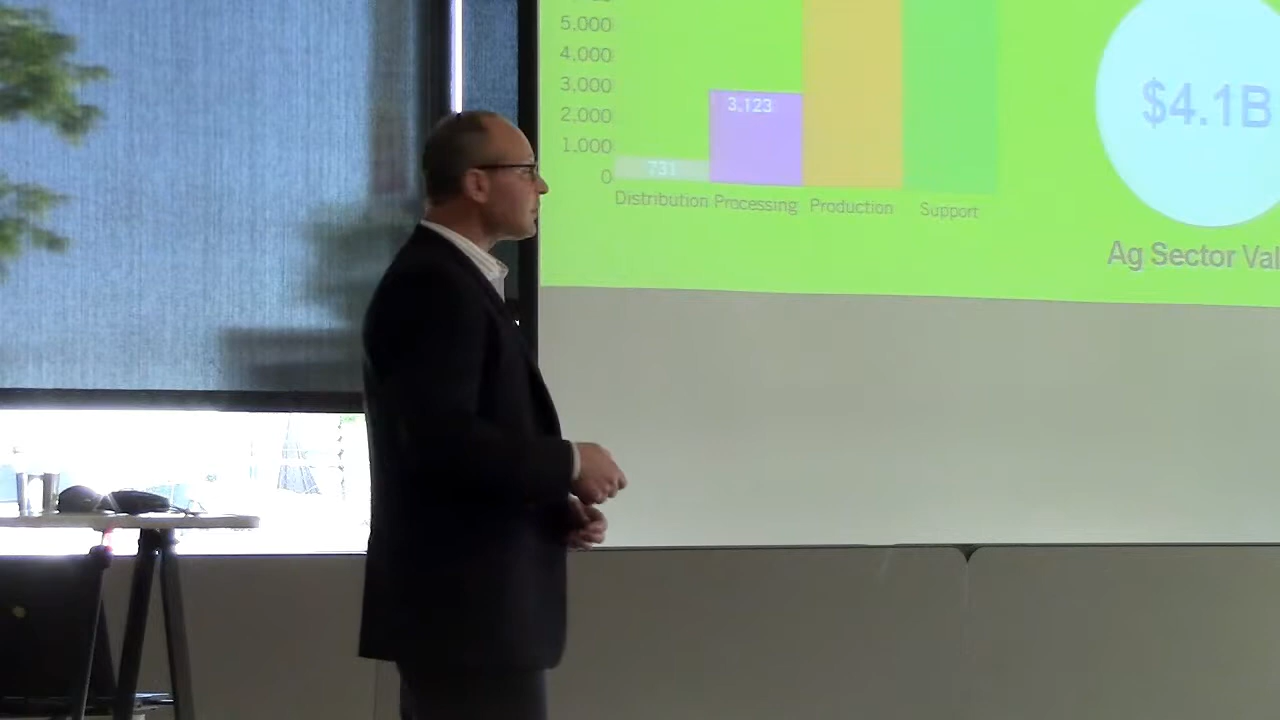 5,000
4,000
3,000
2,000
1,000
0
3,123
731
Distribution Processing Production Support
$4.1B
Ag Sector